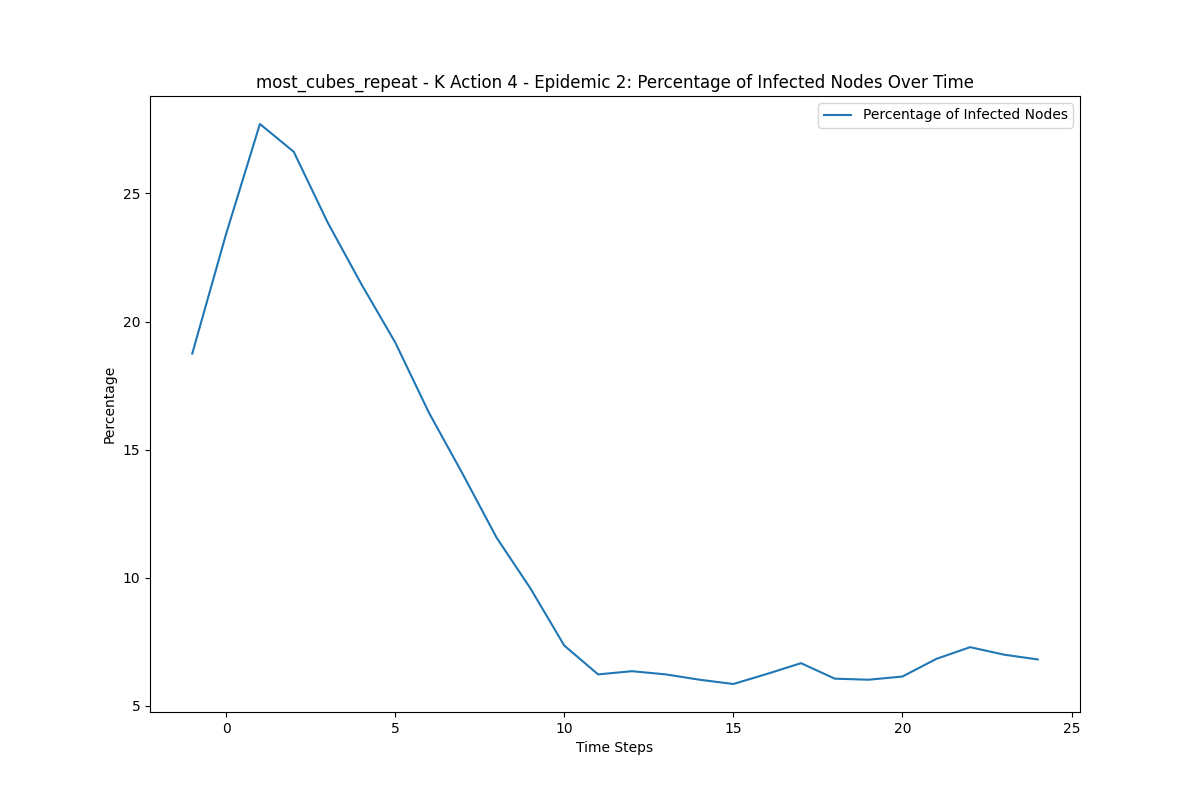 most_cubes_repeat - K Action 4 - Epidemic 2: Percentage of Infected Nodes Over Time
Percentage of Infected Nodes
25
20
15
10
5
Percentage
0
5
10
15
20
25
Time Steps